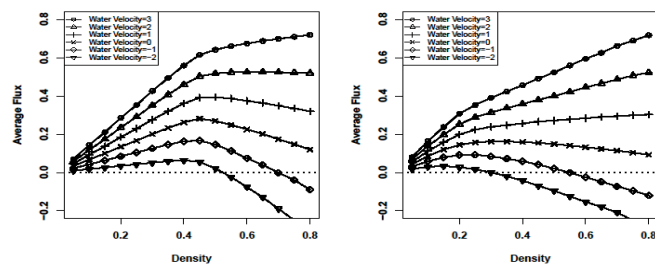 Water Velocity=3
Water Velocity=2
Water Velocity=1
Water Velocity=0
Water Velocity=−1
Water Velocity=−2
Average Flux
0.8
0.6
0.4
0.2
0.0
−0.2
0.2 0.4 0.6 0.8
Density
Water Velocity=3
Water Velocity=2
Water Velocity=1
Water Velocity=0
Water Velocity=−1
Water Velocity=−2
Average Flux
0.8
0.6
0.4
0.2
0.0
−0.2
0.2 0.4 0.6 0.8
Density